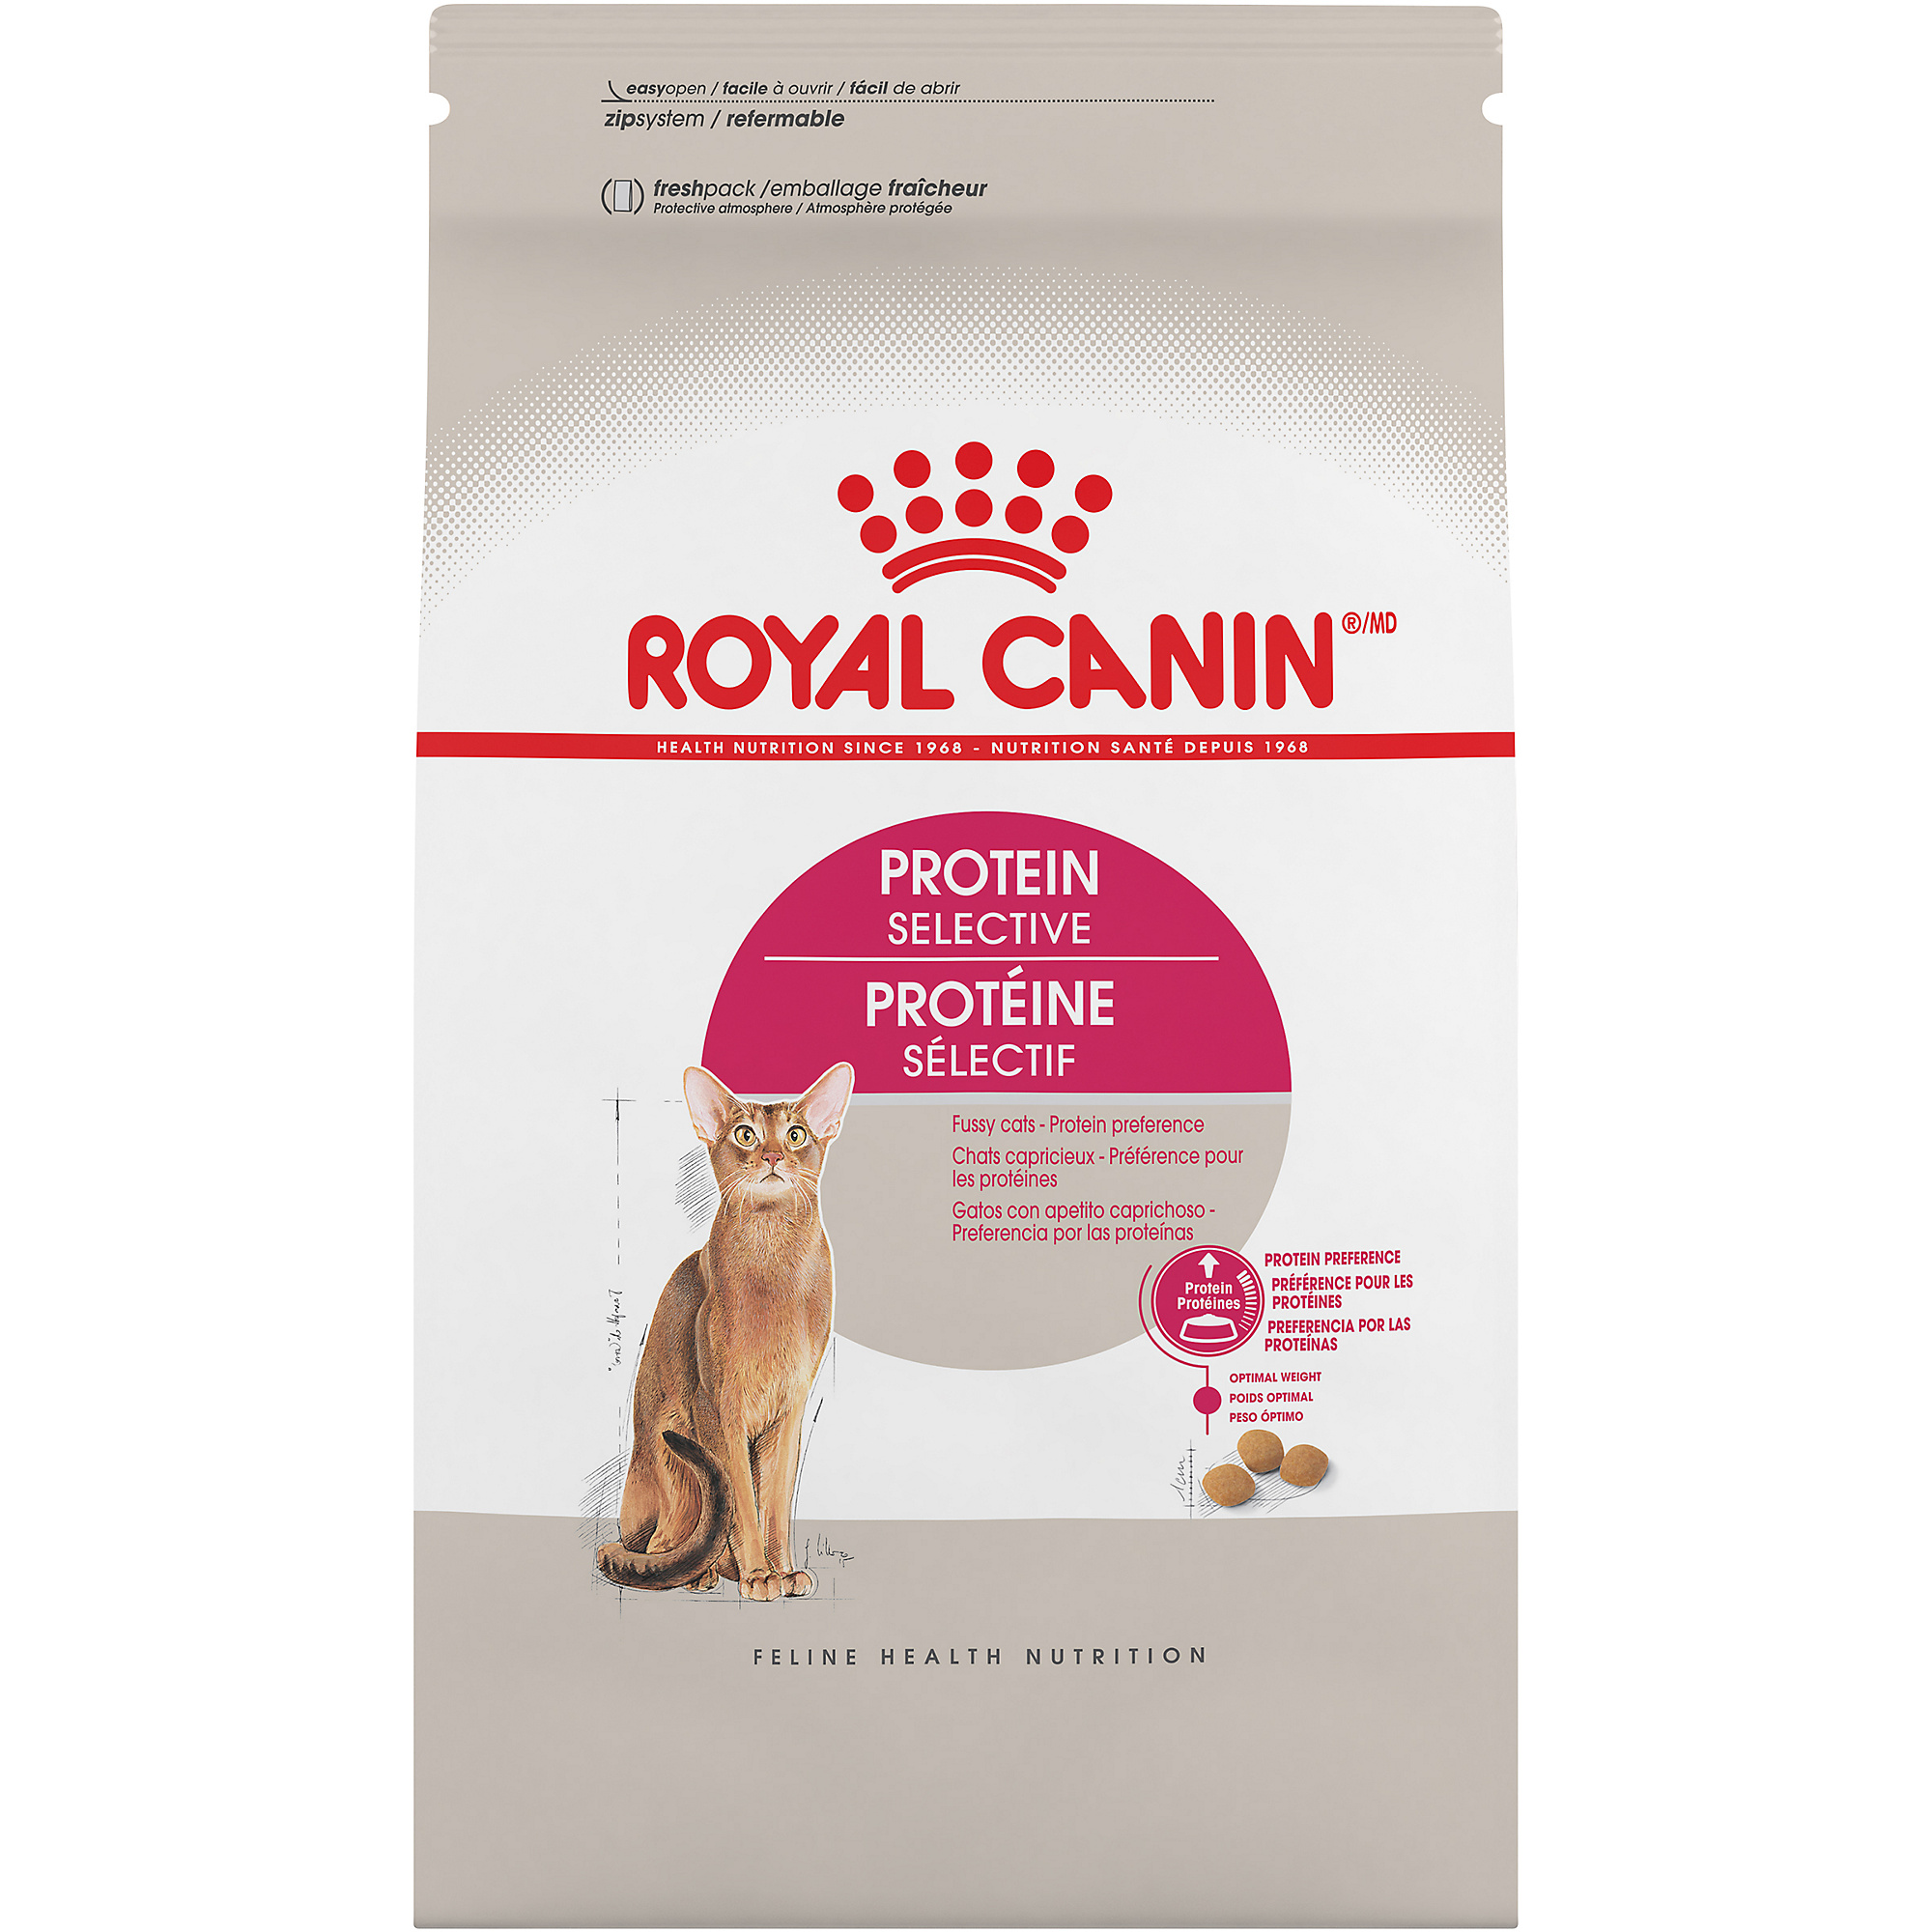 easyopen / facile à ouvrir / fácil de abrir
zipsystem / refermable
freshpack /emballage fraîcheur
Protective atmosphere / Atmosphère protégée
ROYAL CANIN ®/MD
HEALTH NUTRITION SINCE 1968 - NUTRITION SANTÉ DEPUIS 1968
PROTEIN
SELECTIVE
PROTÉINE
SÉLECTIF
Fussy cats - Protein preference
Chats capricieux - Préférence pour
les protéines
Gatos con apetito caprichoso -
Preferencia por las proteínas
Protein
Protéines
PROTEIN PREFERENCE
PRÉFÉRENCE POUR LES
PROTÉINES
PREFERENCIA POR LAS
PROTEÍNAS
OPTIMAL WEIGHT
POIDS OPTIMAL
PESO ÓPTIMO
1cm
FELINE HEALTH NUTRITION